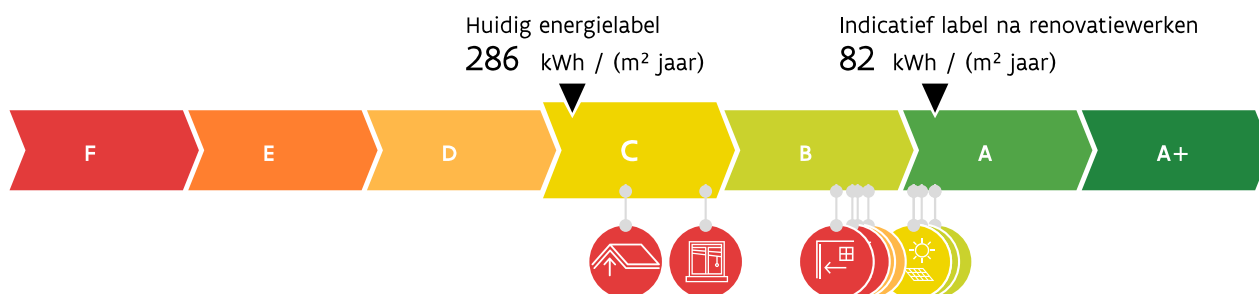 Huidig energielabel
286 kWh / (m² jaar)
Indicatief label na renovatiewerken
82 kWh / (m² jaar)
F E D C B A A+